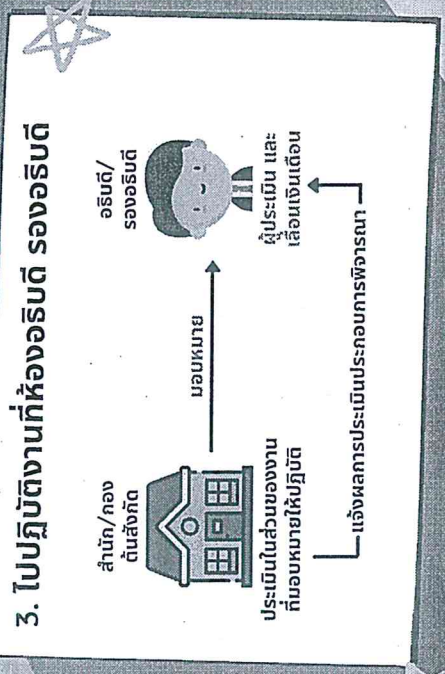 3. ไปปฏิบัติงานที่ห้องอธิบดี รองอธิบดี
สำนัก/กอง
ต้นสังกัด
มอบหมาย
อธิบดี/
รองอธิบดี
ประเมินในส่วนของงาน
ที่มอบหมายให้ปฏิบัติ
ผู้ประเมิน และ
เลื่อนเงินเดือน
แจ้งผลการประเมินประกอบการพิจารณา